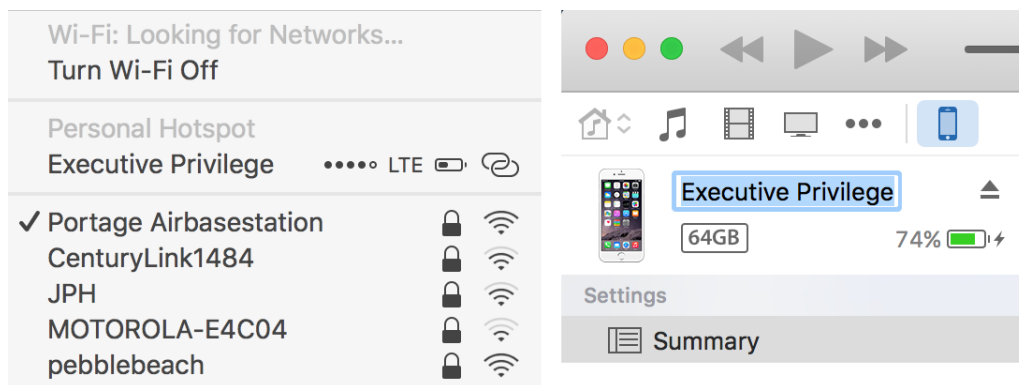 Wi-Fi: Looking for Networks...
Turn Wi-Fi Off
Personal Hotspot
Executive Privilege LTE
Portage Airbasestation
CenturyLink1484
JPH
MOTOROLA-E4C04
pebblebeach
Executive Privilege
64GB 74%
Settings
Summary